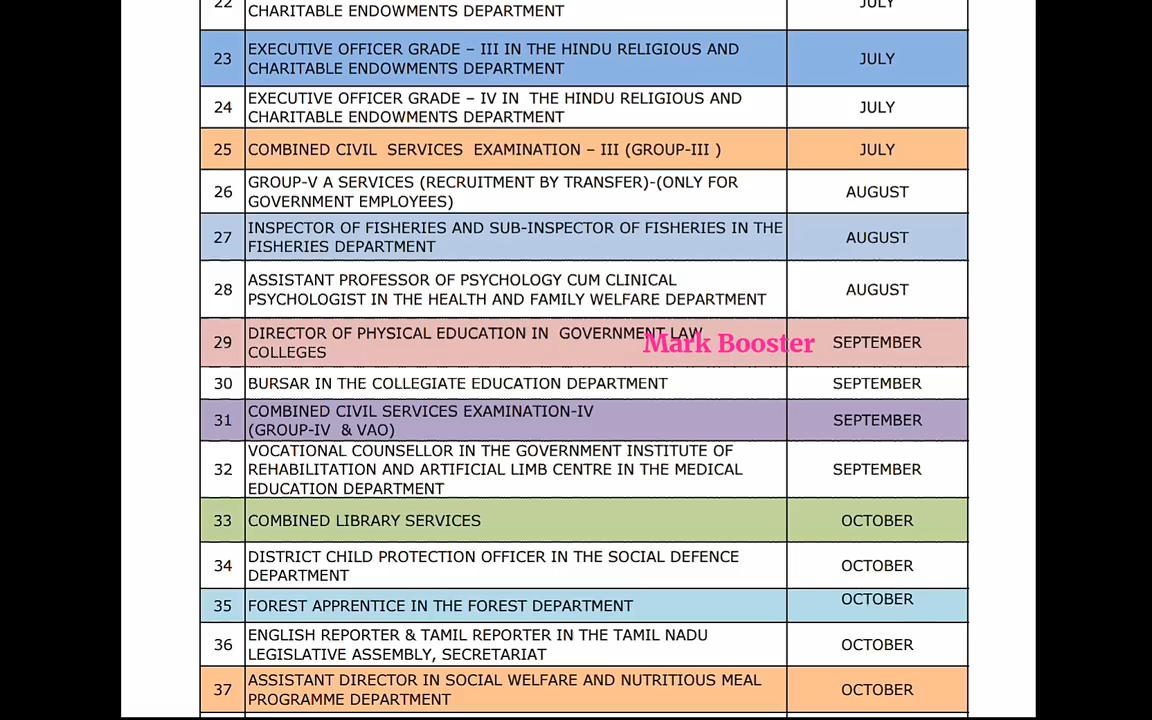 22 CHARITABLE ENDOWMENTS DEPARTMENT JULY
23 EXECUTIVE OFFICER GRADE – III IN THE HINDU RELIGIOUS AND
CHARITABLE ENDOWMENTS DEPARTMENT JULY
24 EXECUTIVE OFFICER GRADE – IV IN THE HINDU RELIGIOUS AND
CHARITABLE ENDOWMENTS DEPARTMENT JULY
25 COMBINED CIVIL SERVICES EXAMINATION – III (GROUP-III ) JULY
26 GROUP-V A SERVICES (RECRUITMENT BY TRANSFER)-(ONLY FOR
GOVERNMENT EMPLOYEES) AUGUST
27 INSPECTOR OF FISHERIES AND SUB-INSPECTOR OF FISHERIES IN THE
FISHERIES DEPARTMENT AUGUST
28 ASSISTANT PROFESSOR OF PSYCHOLOGY CUM CLINICAL
PSYCHOLOGIST IN THE HEALTH AND FAMILY WELFARE DEPARTMENT AUGUST
29 DIRECTOR OF PHYSICAL EDUCATION IN GOVERNMENT LAW
COLLEGES SEPTEMBER
Mark Booster
30 BURSAR IN THE COLLEGIATE EDUCATION DEPARTMENT SEPTEMBER
31 COMBINED CIVIL SERVICES EXAMINATION-IV
(GROUP-IV & VAO) SEPTEMBER
32 VOCATIONAL COUNSELLOR IN THE GOVERNMENT INSTITUTE OF
REHABILITATION AND ARTIFICIAL LIMB CENTRE IN THE MEDICAL
EDUCATION DEPARTMENT SEPTEMBER
33 COMBINED LIBRARY SERVICES OCTOBER
34 DISTRICT CHILD PROTECTION OFFICER IN THE SOCIAL DEFENCE
DEPARTMENT OCTOBER
35 FOREST APPRENTICE IN THE FOREST DEPARTMENT OCTOBER
36 ENGLISH REPORTER & TAMIL REPORTER IN THE TAMIL NADU
LEGISLATIVE ASSEMBLY, SECRETARIAT OCTOBER
37 ASSISTANT DIRECTOR IN SOCIAL WELFARE AND NUTRITIOUS MEAL
PROGRAMME DEPARTMENT OCTOBER